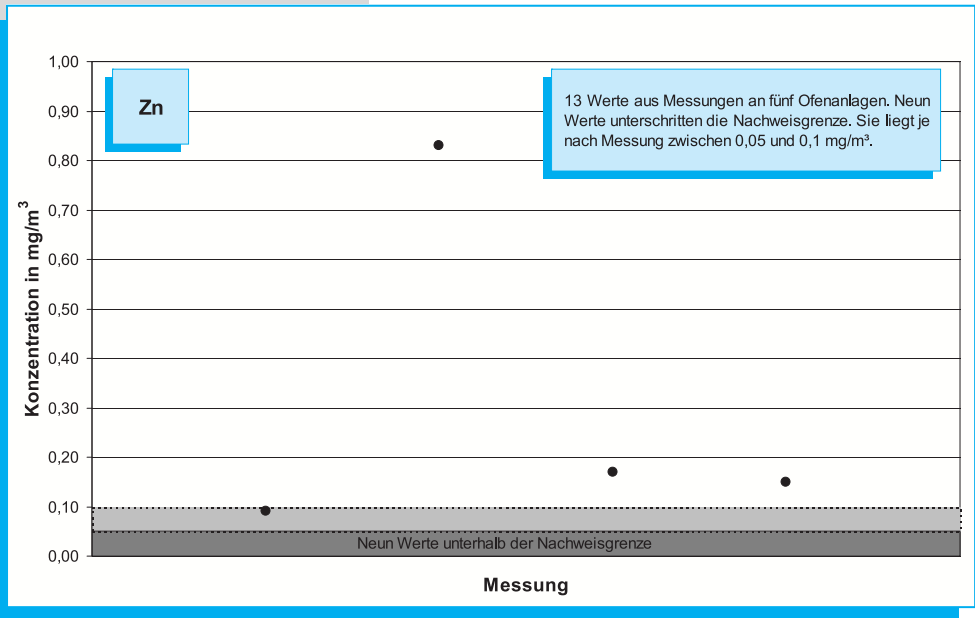 1,00
0,90
0,80
0,70
0,60
0,50
0,40
0,30
0,20
0,10
0,00
Konzentration in mg/m³
Zn
13 Werte aus Messungen an fünf Ofenanlagen. Neun
Werte unterschritten die Nachweisgrenze. Sie liegt je
nach Messung zwischen 0,05 und 0,1 mg/m³.
Neun Werte unterhalb der Nachweisgrenze
Messung